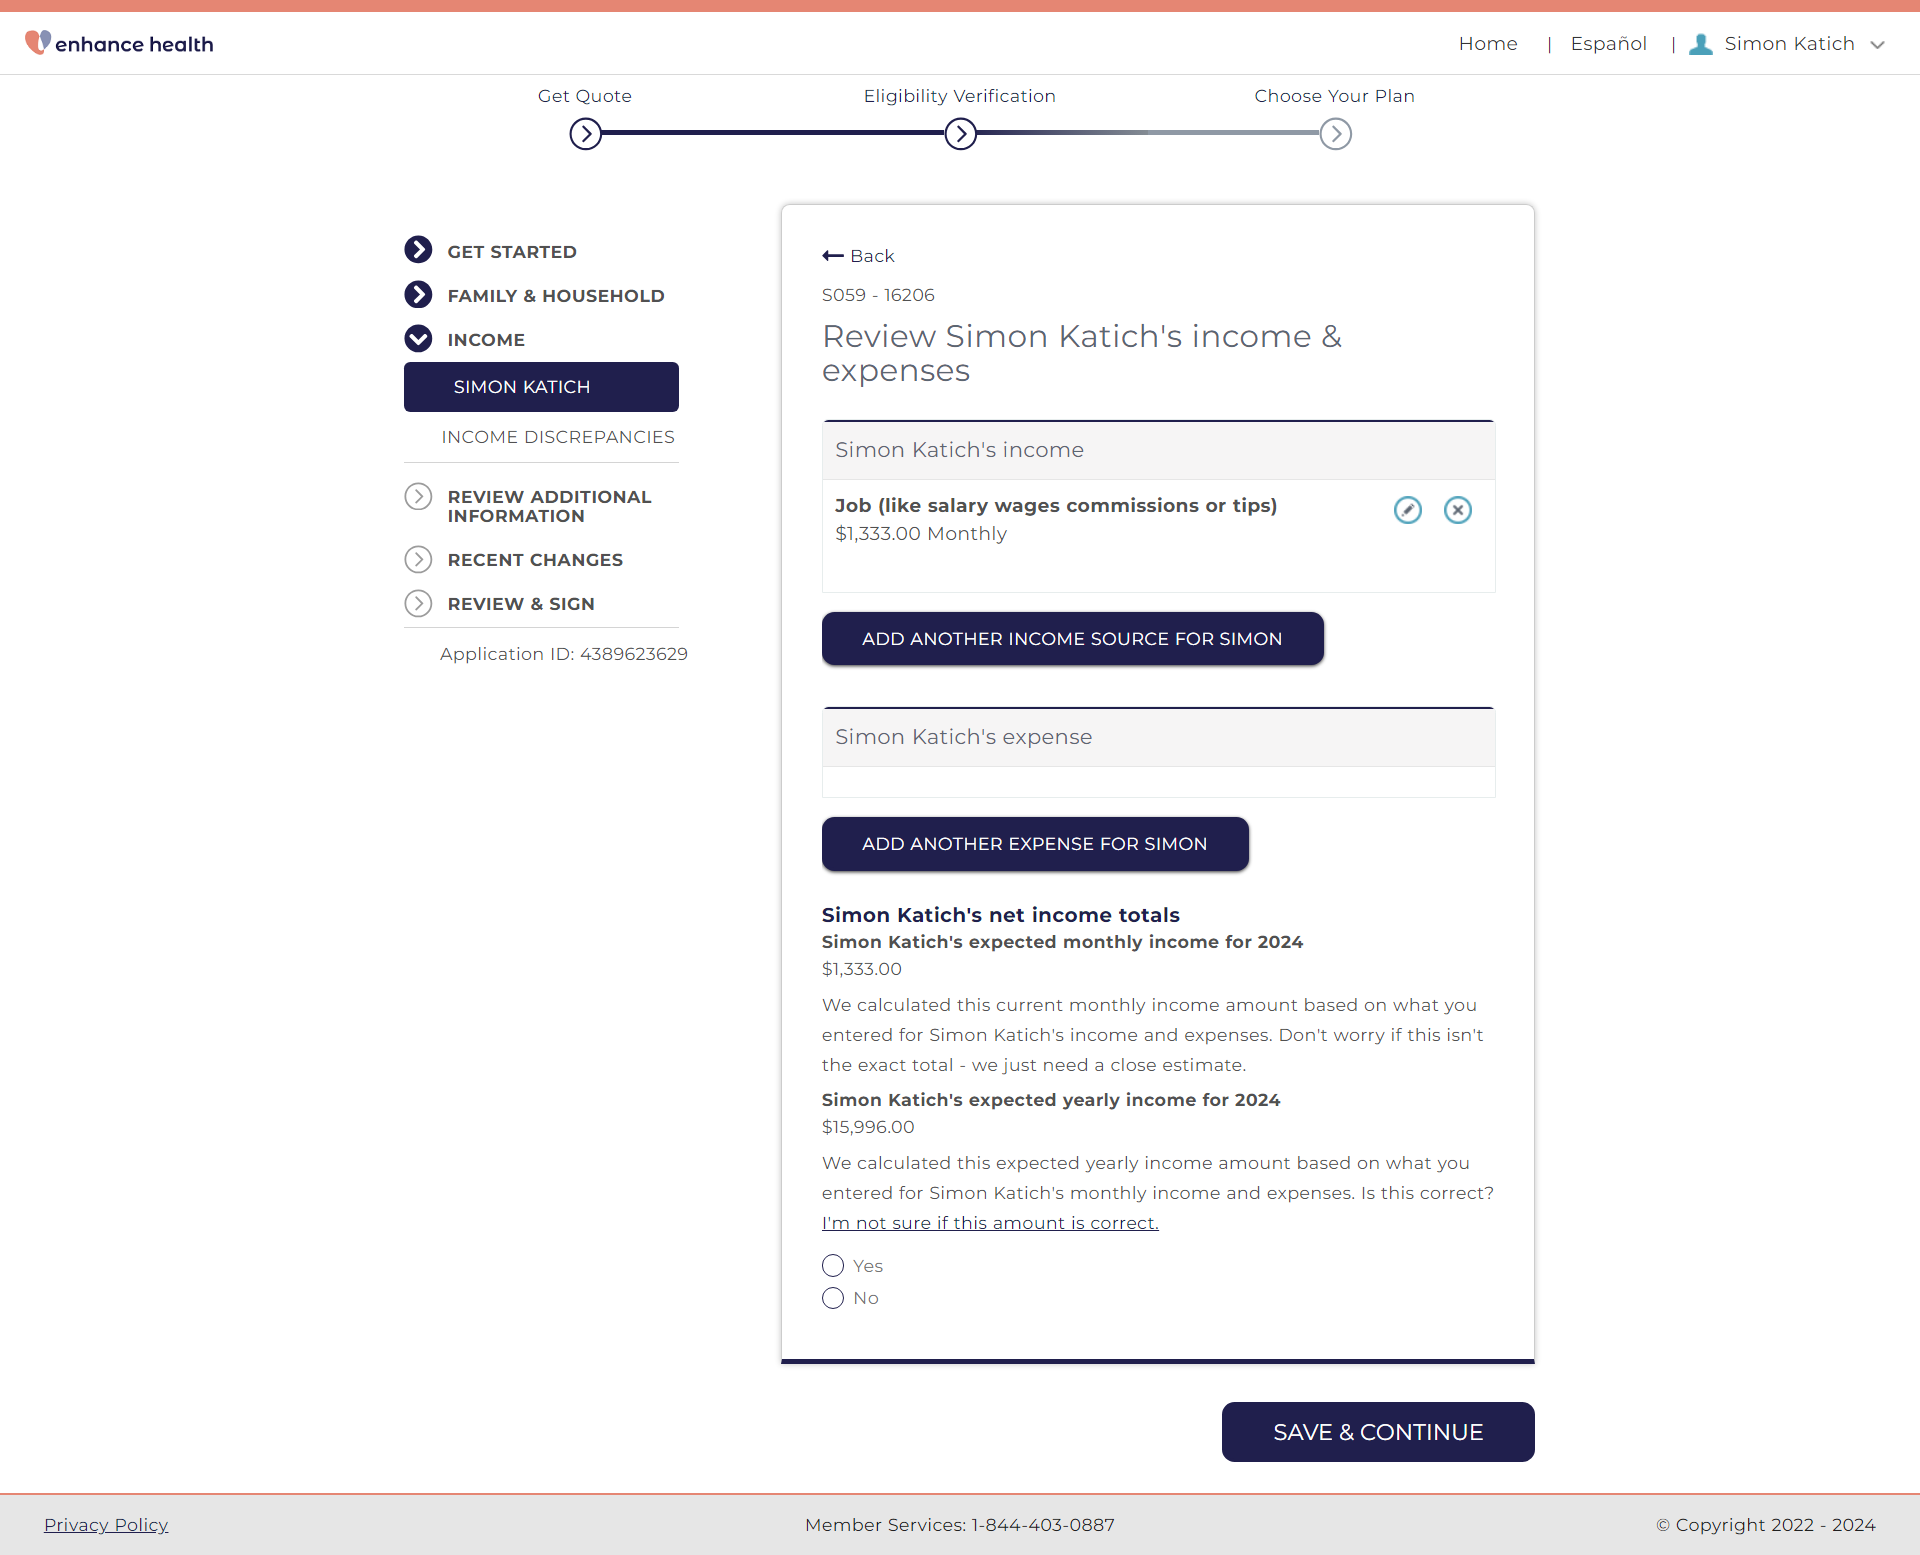 enhance health
Home | Español | Simon Katich
Get Quote
Eligibility Verification
Choose Your Plan
GET STARTED
FAMILY & HOUSEHOLD
INCOME
SIMON KATICH
INCOME DISCREPANCIES
REVIEW ADDITIONAL
INFORMATION
RECENT CHANGES
REVIEW & SIGN
Application ID: 4389623629
Back
S059 - 16206
Review Simon Katich's income &
expenses
Simon Katich's income
Job (like salary wages commissions or tips)
$1,333.00 Monthly
ADD ANOTHER INCOME SOURCE FOR SIMON
Simon Katich's expense
ADD ANOTHER EXPENSE FOR SIMON
Simon Katich's net income totals
Simon Katich's expected monthly income for 2024
$1,333.00
We calculated this current monthly income amount based on what you
entered for Simon Katich's income and expenses. Don't worry if this isn't
the exact total - we just need a close estimate.
Simon Katich's expected yearly income for 2024
$15,996.00
We calculated this expected yearly income amount based on what you
entered for Simon Katich's monthly income and expenses. Is this correct?
I'm not sure if this amount is correct.
Yes
No
SAVE & CONTINUE
Privacy Policy
Member Services: 1-844-403-0887
© Copyright 2022 - 2024